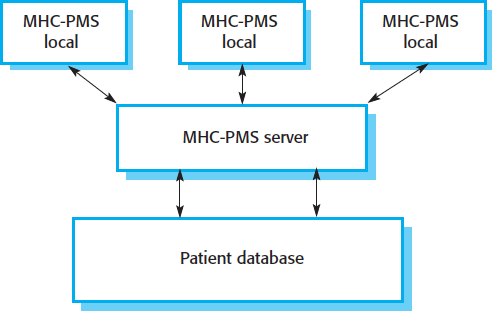 MHC-PMS
local
MHC-PMS
local
MHC-PMS
local
MHC-PMS server
Patient database